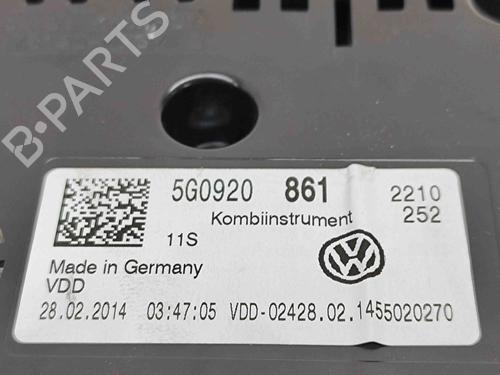 B-PARTS
5G0920 861 2210
Kombiinstrument 252
11S
Made in Germany
VDD
28.02.2014 03:47:05 VDD-02428.02.1455020270